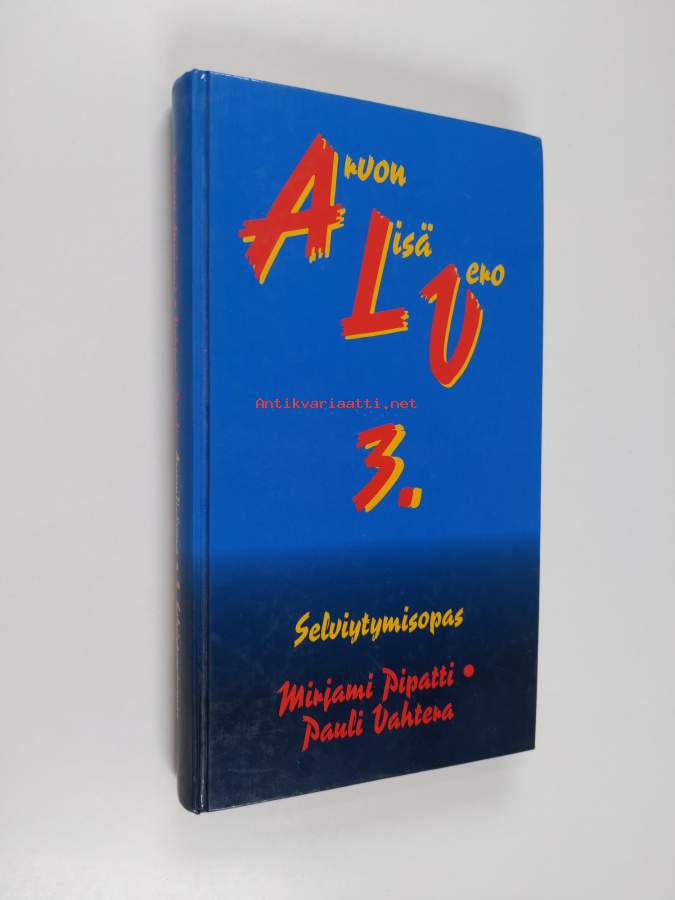 Arvon
Lisä
Vero
Antikvariaatti.net
3.
Selviytymisopas
Mirjami Pipatti •
Pauli Vahtera